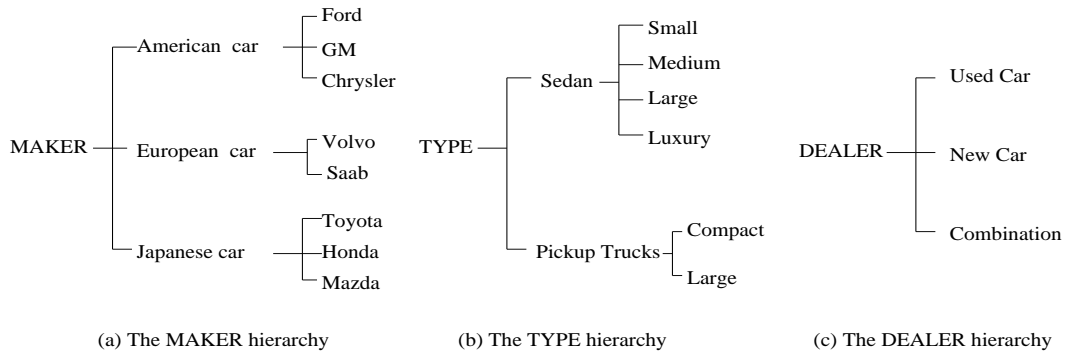 MAKER
American car
Ford
GM
Chrysler
European car
Volvo
Saab
Japanese car
Toyota
Honda
Mazda
(a) The MAKER hierarchy
TYPE
Sedan
Small
Medium
Large
Luxury
Pickup Trucks
Compact
Large
(b) The TYPE hierarchy
DEALER
Used Car
New Car
Combination
(c) The DEALER hierarchy